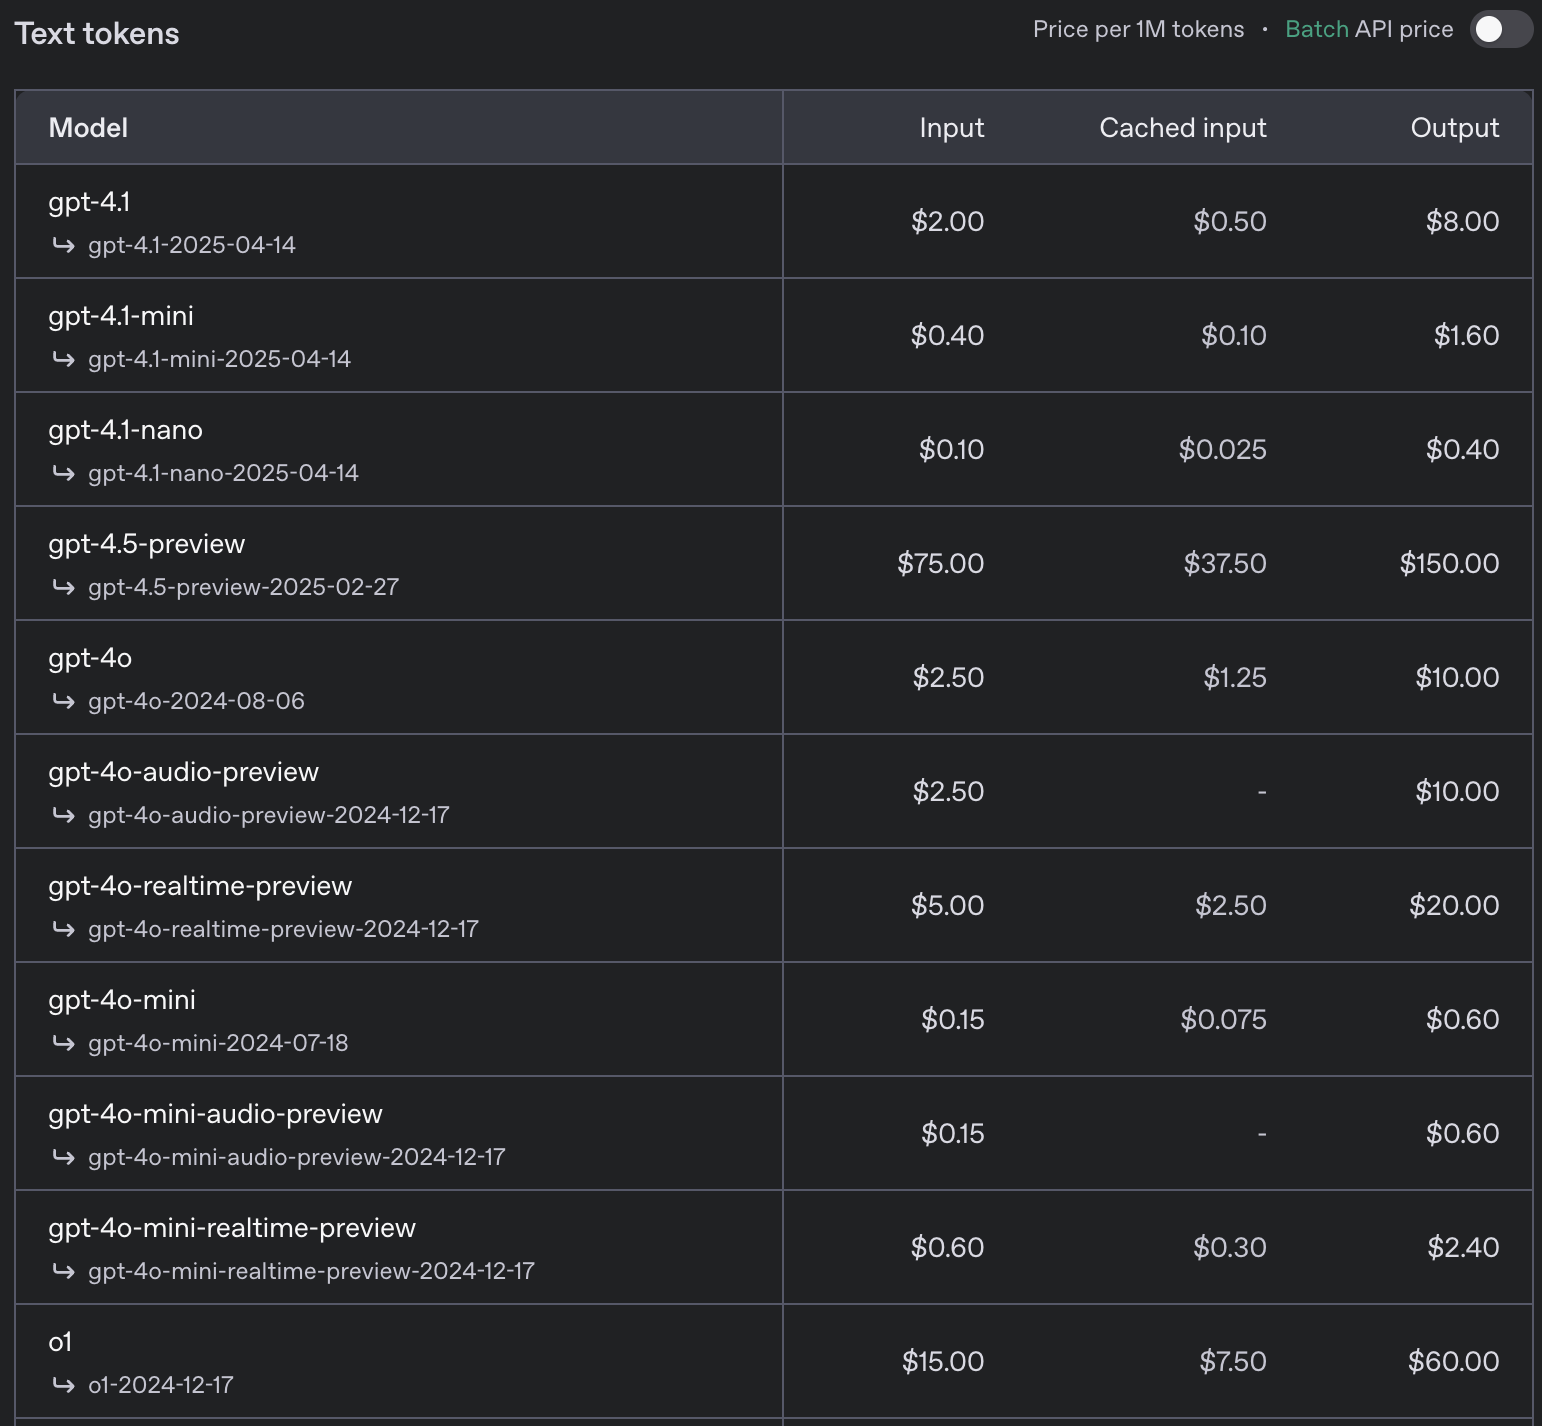 Text tokens
Price per 1M tokens • Batch API price
Model Input Cached input Output
gpt-4.1
↳ gpt-4.1-2025-04-14
$2.00 $0.50 $8.00
gpt-4.1-mini
↳ gpt-4.1-mini-2025-04-14
$0.40 $0.10 $1.60
gpt-4.1-nano
↳ gpt-4.1-nano-2025-04-14
$0.10 $0.025 $0.40
gpt-4.5-preview
↳ gpt-4.5-preview-2025-02-27
$75.00 $37.50 $150.00
gpt-4o
↳ gpt-4o-2024-08-06
$2.50 $1.25 $10.00
gpt-4o-audio-preview
↳ gpt-4o-audio-preview-2024-12-17
$2.50 - $10.00
gpt-4o-realtime-preview
↳ gpt-4o-realtime-preview-2024-12-17
$5.00 $2.50 $20.00
gpt-4o-mini
↳ gpt-4o-mini-2024-07-18
$0.15 $0.075 $0.60
gpt-4o-mini-audio-preview
↳ gpt-4o-mini-audio-preview-2024-12-17
$0.15 - $0.60
gpt-4o-mini-realtime-preview
↳ gpt-4o-mini-realtime-preview-2024-12-17
$0.60 $0.30 $2.40
o1
↳ o1-2024-12-17
$15.00 $7.50 $60.00